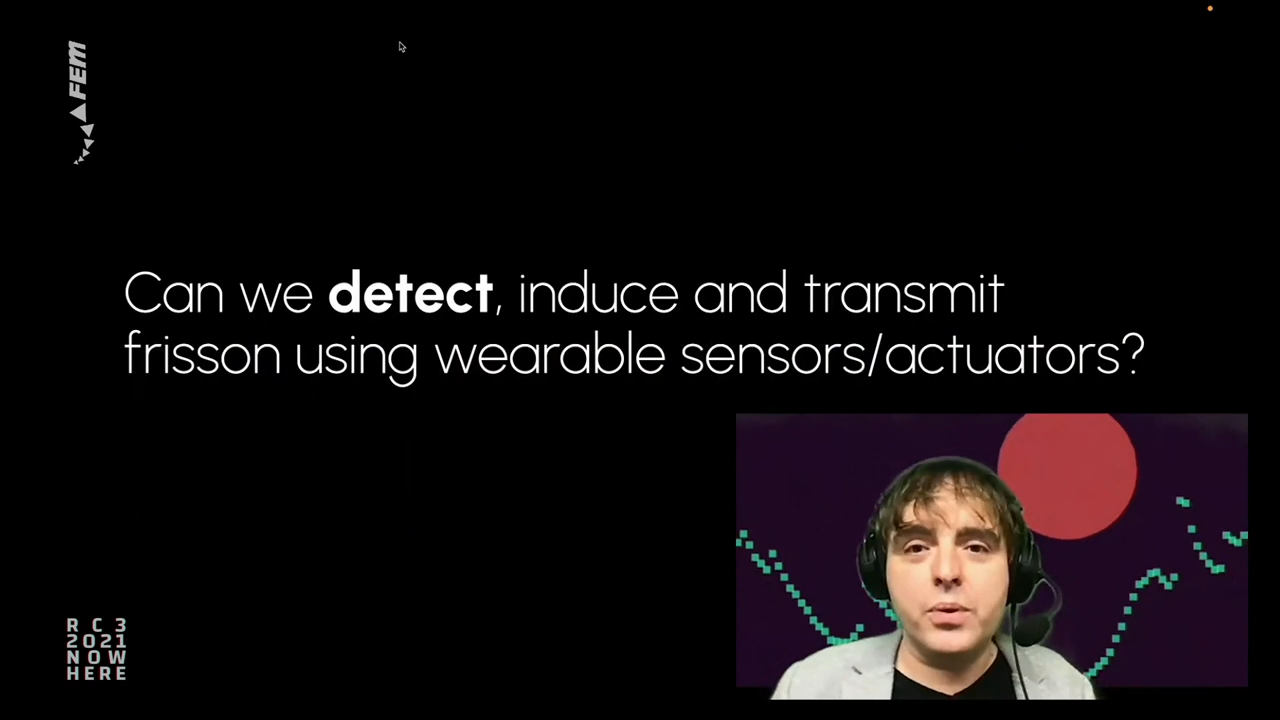 FEM
Can we detect, induce and transmit
frisson using wearable sensors/actuators?
RC3
2021
NOW
HERE